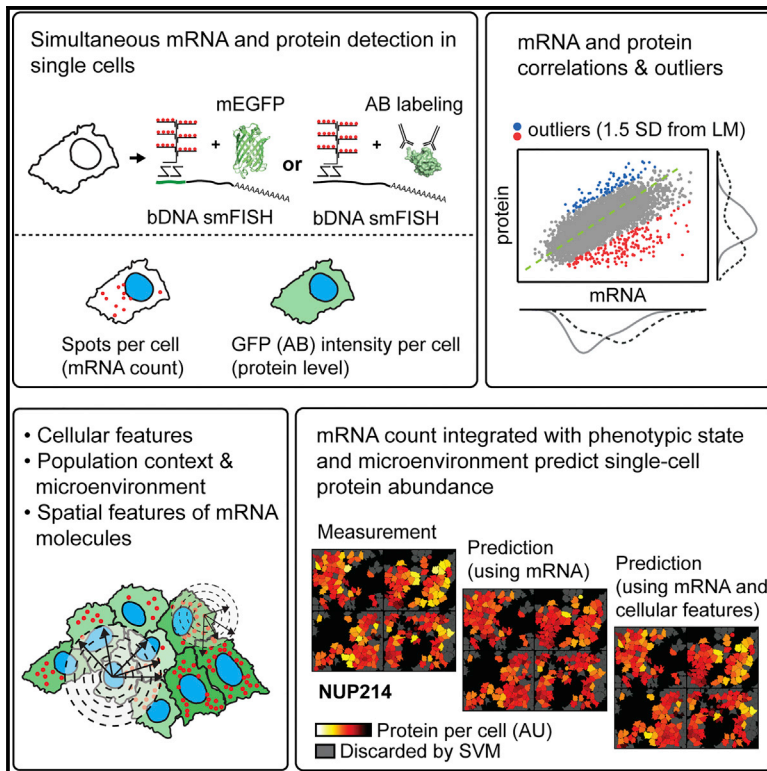 Simultaneous mRNA and protein detection in
single cells
mEGFP
AB labeling
+
or
+
AAAAAAAAA
AAAAAAAAA
bDNA smFISH
bDNA smFISH
Spots per cell
(mRNA count)
GFP (AB) intensity per cell
(protein level)
mRNA and protein
correlations & outliers
outliers (1.5 SD from LM)
protein
mRNA
• Cellular features
• Population context &
microenvironment
• Spatial features of mRNA
molecules
mRNA count integrated with phenotypic state
and microenvironment predict single-cell
protein abundance
Measurement
Prediction
(using mRNA)
Prediction
(using mRNA and
cellular features)
NUP214
Protein per cell (AU)
Discarded by SVM